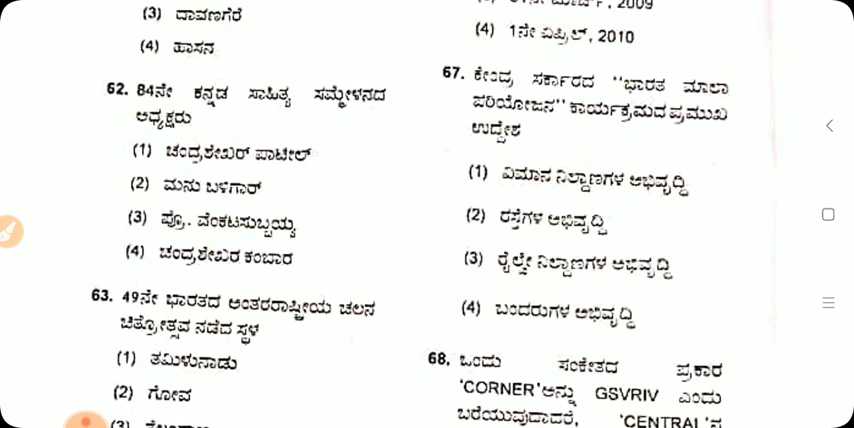 (3) ದಾವಣಗೆರೆ
(4) ಹಾಸನ
62. 84ನೇ ಕನ್ನಡ ಸಾಹಿತ್ಯ ಸಮ್ಮೇಳನದ
ಅಧ್ಯಕ್ಷರು
(1) ಚಂದ್ರಶೇಖರ್ ಪಾಟೀಲ್
(2) ಮನು ಬಳಿಗಾರ್
(3) ಪ್ರೊ. ವೆಂಕಟಸುಬ್ಬಯ್ಯ
(4) ಚಂದ್ರಶೇಖರ ಕಂಬಾರ
63. 49ನೇ ಭಾರತದ ಅಂತರರಾಷ್ಟ್ರೀಯ ಚಲನ
ಚಿತ್ರೋತ್ಸವ ನಡೆದ ಸ್ಥಳ
(1) ತಮಿಳುನಾಡು
(2) ಗೋವ
(3)
2009
(4) 1ನೇ ಏಪ್ರಿಲ್, 2010
67. ಕೇಂದ್ರ ಸರ್ಕಾರದ ‘‘ಭಾರತ ಮಾಲಾ
ಪರಿಯೋಜನ’’ ಕಾರ್ಯಕ್ರಮದ ಪ್ರಮುಖ
ಉದ್ದೇಶ
(1) ವಿಮಾನ ನಿಲ್ದಾಣಗಳ ಅಭಿವೃದ್ಧಿ
(2) ರಸ್ತೆಗಳ ಅಭಿವೃದ್ಧಿ
(3) ರೈಲ್ವೇ ನಿಲ್ದಾಣಗಳ ಅಭಿವೃದ್ಧಿ
(4) ಬಂದರುಗಳ ಅಭಿವೃದ್ಧಿ
68. ಒಂದು ಸಂಕೇತದ ಪ್ರಕಾರ
‘CORNER’ಅನ್ನು GSVRIV ಎಂದು
ಬರೆಯುವುದಾದರೆ, ‘CENTRAL’ನ